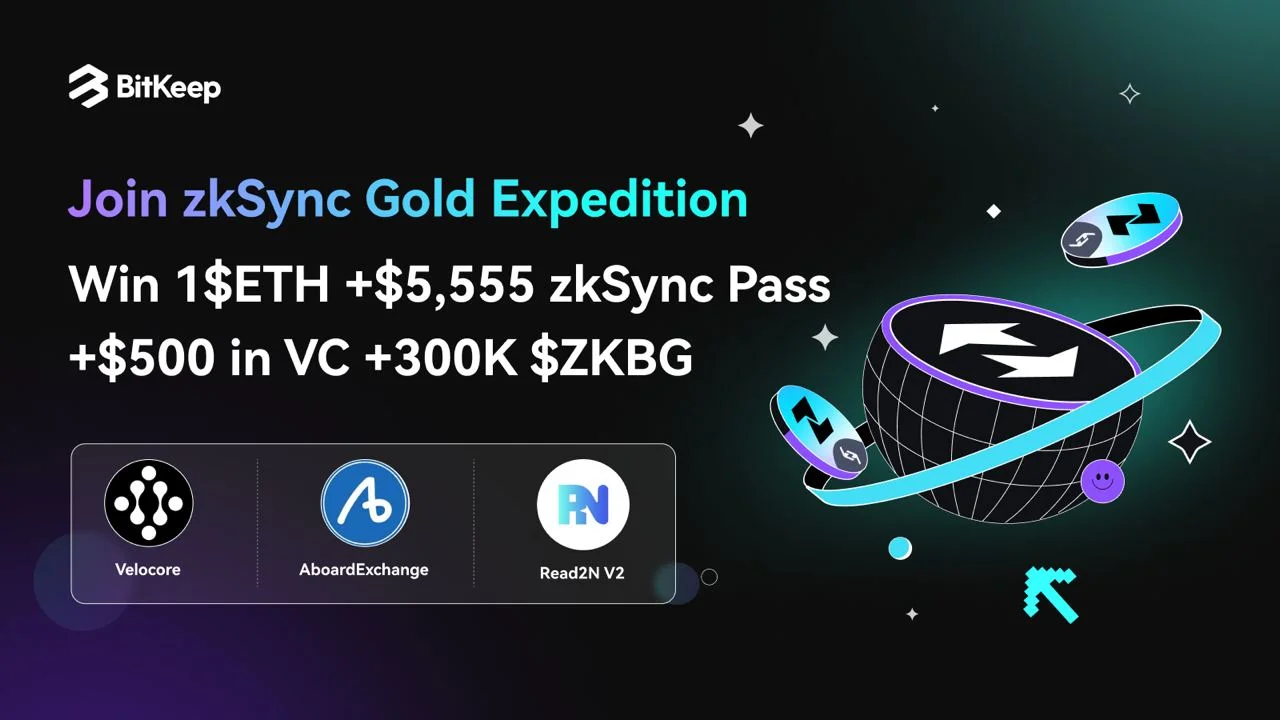 BitKeep
Join zkSync Gold Expedition
Win 1$ETH +$5,555 zkSync Pass
+$500 in VC +300K $ZKBG
Velocore
AboardExchange
RN
Read2N V2